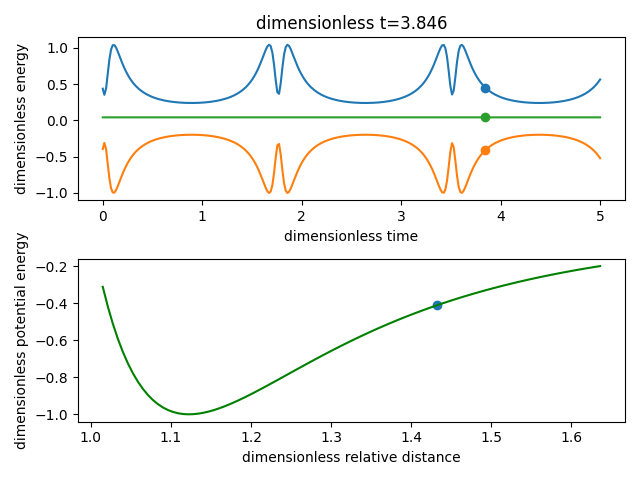 dimensionless t=3.846
dimensionless energy
1.0
0.5
0.0
−0.5
−1.0
0 1 2 3 4 5
dimensionless time
dimensionless potential energy
−0.2
−0.4
−0.6
−0.8
−1.0
1.0 1.1 1.2 1.3 1.4 1.5 1.6
dimensionless relative distance